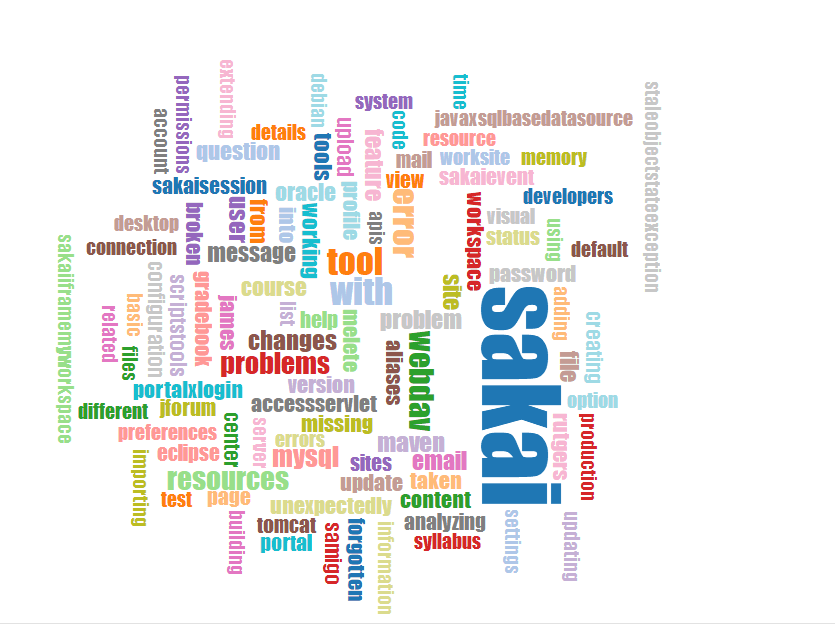 extending
permissions
debian
time
staleobjectstateexception
system
account
code
javaxsqlbasedatasource
upload
details
feature
tools
resource
question
mail
worksite
memory
view
sakaievent
sakaisession
oracle
profile
error
developers
workspace
user
from
broken
into
working
apis
visual
desktop
using
status
connection
message
default
sakaiiframemyworkspace
tool
configuration
password
gradebook
scriptstools
site
with
course
sakai
adding
basic
james
list
related
help
melete
problem
creating
webdav
changes
files
aliases
problems
file
version
portalxlogin
option
accessservlet
different
jforum
center
missing
rutgers
production
server
preferences
errors
maven
eclipse
mysql
sites
email
importing
resources
update
taken
test
page
content
unexpectedly
building
settings
updating
tomcat
analyzing
forgotten
samigo
information
portal
syllabus